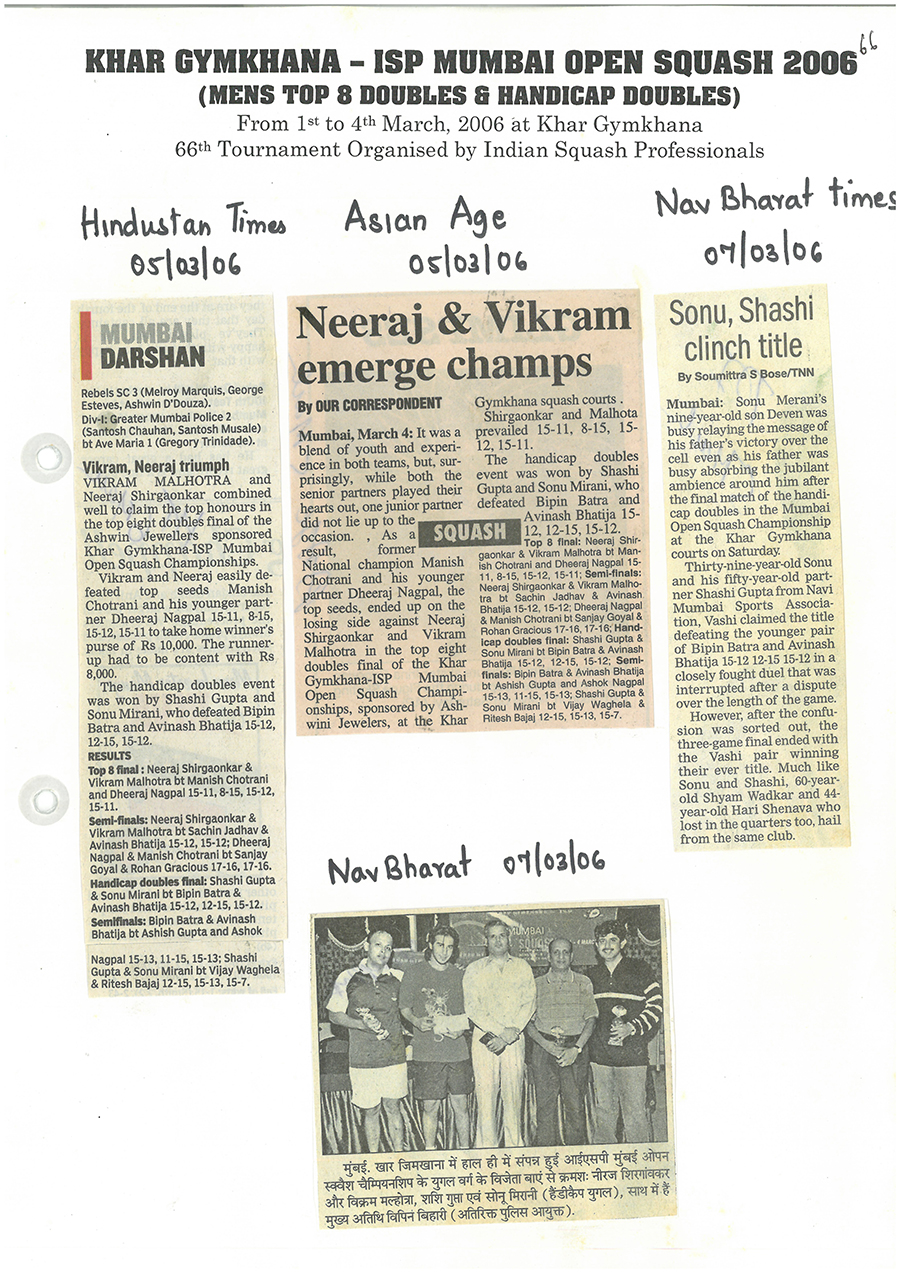 66
KHAR GYMKHANA – ISP MUMBAI OPEN SQUASH 2006
(MENS TOP 8 DOUBLES & HANDICAP DOUBLES)
From 1st to 4th March, 2006 at Khar Gymkhana
66th Tournament Organised by Indian Squash Professionals
Hindustan Times
05/03/06
MUMBAI
DARSHAN
Rebels SC 3 (Melroy Marquis, George
Esteves, Ashwin D'Douza).
Div-I: Greater Mumbai Police 2
(Santosh Chauhan, Santosh Musale)
bt Ave Maria 1 (Gregory Trinidade).
Vikram, Neeraj triumph
VIKRAM MALHOTRA and
Neeraj Shirgaonkar combined
well to claim the top honours in
the top eight doubles final of the
Ashwin Jewellers sponsored
Khar Gymkhana-ISP Mumbai
Open Squash Championships.
Vikram and Neeraj easily de-
feated top seeds Manish
Chotrani and his younger part-
ner Dheeraj Nagpal 15-11, 8-15,
15-12, 15-11 to take home winner's
purse of Rs 10,000. The runner-
up had to be content with Rs
8,000.
The handicap doubles event
was won by Shashi Gupta and
Sonu Mirani, who defeated Bipin
Batra and Avinash Bhatija 15-12,
12-15, 15-12.
RESULTS
Top 8 final : Neeraj Shirgaonkar &
Vikram Malhotra bt Manish Chotrani
and Dheeraj Nagpal 15-11, 8-15, 15-12,
15-11.
Semi-finals: Neeraj Shirgaonkar &
Vikram Malhotra bt Sachin Jadhav &
Avinash Bhatija 15-12, 15-12; Dheeraj
Nagpal & Manish Chotrani bt Sanjay
Goyal & Rohan Gracious 17-16, 17-16.
Handicap doubles final: Shashi Gupta
& Sonu Mirani bt Bipin Batra &
Avinash Bhatija 15-12, 12-15, 15-12.
Semifinals: Bipin Batra & Avinash
Bhatija bt Ashish Gupta and Ashok
Nagpal 15-13, 11-15, 15-13; Shashi
Gupta & Sonu Mirani bt Vijay Waghela
& Ritesh Bajaj 12-15, 15-13, 15-7.
Asian Age
05/03/06
Neeraj & Vikram
emerge champs
By OUR CORRESPONDENT
Mumbai, March 4: It was a
blend of youth and experi-
ence in both teams, but, sur-
prisingly, while both the
senior partners played their
hearts out, one junior partner
did not lie up to the
occasion. , As a
result, former
National champion Manish
Chotrani and his younger
partner Dheeraj Nagpal, the
top seeds, ended up on the
losing side against Neeraj
Shirgaonkar and Vikram
Malhotra in the top eight
doubles final of the Khar
Gymkhana-ISP Mumbai
Open Squash Champi-
onships, sponsored by Ash-
wini Jewelers, at the Khar
Gymkhana squash courts .
Shirgaonkar and Malhota
prevailed 15-11, 8-15, 15-
12, 15-11.
The handicap doubles
event was won by Shashi
Gupta and Sonu Mirani, who
defeated Bipin Batra and
Avinash Bhatija 15-
12, 12-15, 15-12.
SQUASH
Top 8 final: Neeraj Shir-
gaonkar & Vikram Malhotra bt Man-
ish Chotrani and Dheeraj Nagpal 15-
11, 8-15, 15-12, 15-11; Semi-finals:
Neeraj Shirgaonkar & Vikram Malho-
tra bt Sachin Jadhav & Avinash
Bhatija 15-12, 15-12; Dheeraj Nagpal
& Manish Chotrani bt Sanjay Goyal &
Rohan Gracious 17-16, 17-16; Hand-
icap doubles final: Shashi Gupta &
Sonu Mirani bt Bipin Batra & Avinash
Bhatija 15-12, 12-15, 15-12; Semi-
finals: Bipin Batra & Avinash Bhatija
bt Ashish Gupta and Ashok Nagpal
15-13, 11-15, 15-13; Shashi Gupta &
Sonu Mirani bt Vijay Waghela &
Ritesh Bajaj 12-15, 15-13, 15-7.
Nav Bharat times
07/03/06
Sonu, Shashi
clinch title
By Soumittra S Bose/TNN
Mumbai: Sonu Merani's
nine-year-old son Deven was
busy relaying the message of
his father's victory over the
cell even as his father was
busy absorbing the jubilant
ambience around him after
the final match of the handi-
cap doubles in the Mumbai
Open Squash Championship
at the Khar Gymkhana
courts on Saturday.
Thirty-nine-year-old Sonu
and his fifty-year-old part-
ner Shashi Gupta from Navi
Mumbai Sports Associa-
tion, Vashi claimed the title
defeating the younger pair
of Bipin Batra and Avinash
Bhatija 15-12 12-15 15-12 in a
closely fought duel that was
interrupted after a dispute
over the length of the game.
However, after the confu-
sion was sorted out, the
three-game final ended with
the Vashi pair winning
their ever title. Much like
Sonu and Shashi, 60-year-
old Shyam Wadkar and 44-
year-old Hari Shenava who
lost in the quarters too, hail
from the same club.
Nav Bharat 07/03/06
MUMBAI
मुंबई. खार जिमखाना में हाल ही में संपन्न हुई आईएसपी मुंबई ओपन
स्क्वैश चैम्पियनशिप के युगल वर्ग के विजेता बाएं से क्रमशः नीरज शिरगांवकर
और विक्रम मल्होत्रा, शशि गुप्ता एवं सोनू मिरानी (हैंडीकैप युगल), साथ में हैं
मुख्य अतिथि विपिन बिहारी (अतिरिक्त पुलिस आयुक्त).